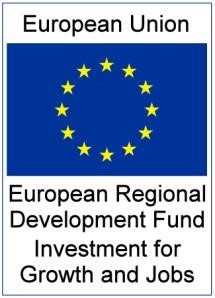 European Union
European Regional
Development Fund
Investment for
Growth and Jobs